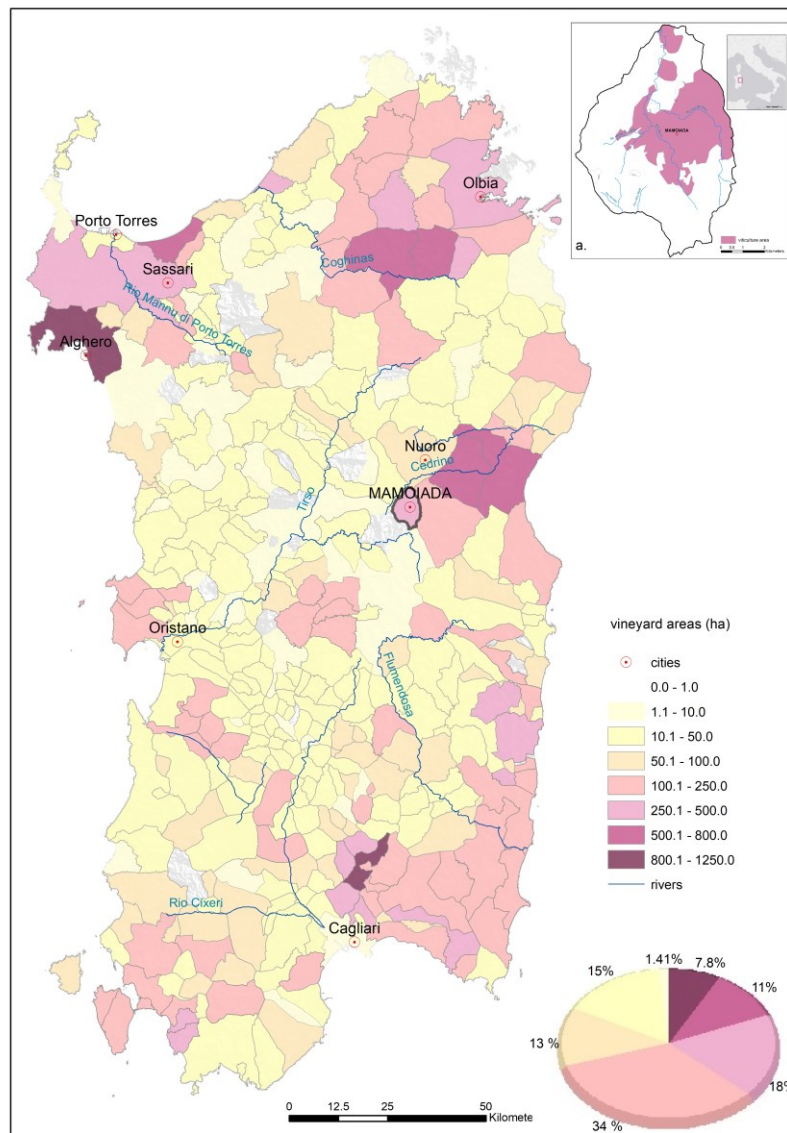 MAMOIADA
a.
viticulture area
Olbia
Porto Torres
Coghinas
Sassari
Rio Mannu di Porto Torres
Alghero
Nuoro
Cedrino
MAMOIADA
Tirso
Oristano
Flumendosa
vineyard areas (ha)
cities
0.0 - 1.0
1.1 - 10.0
10.1 - 50.0
50.1 - 100.0
100.1 - 250.0
250.1 - 500.0
500.1 - 800.0
800.1 - 1250.0
rivers
Rio Cixeri
Cagliari
1.41%
7.8%
15%
11%
13 %
18%
34 %
0 12.5 25 50
Kilomete